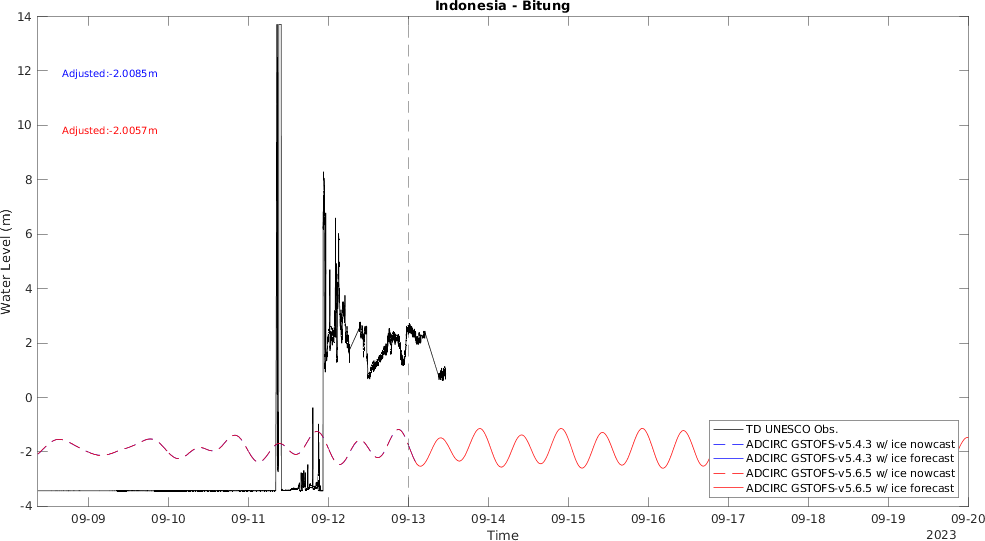 Indonesia - Bitung
14
12
10
8
6
4
2
0
-2
-4
Water Level (m)
Adjusted:-2.0085m
Adjusted:-2.0057m
TD UNESCO Obs.
ADCIRC GSTOFS-v5.4.3 w/ ice nowcast
ADCIRC GSTOFS-v5.4.3 w/ ice forecast
ADCIRC GSTOFS-v5.6.5 w/ ice nowcast
ADCIRC GSTOFS-v5.6.5 w/ ice forecast
09-09 09-10 09-11 09-12 09-13 09-14 09-15 09-16 09-17 09-18 09-19 09-20
Time
2023